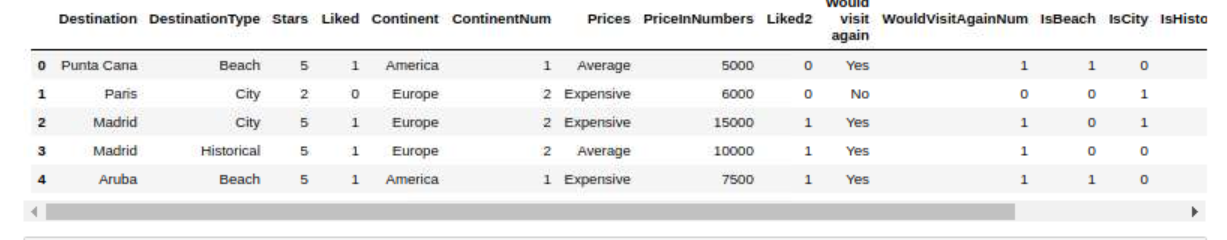 Destination DestinationType Stars Liked Continent ContinentNum Prices PriceInNumbers Liked2 Would visit again WouldVisitAgainNum IsBeach IsCity IsHisto
0 Punta Cana Beach 5 1 America 1 Average 5000 0 Yes 1 1 0
1 Paris City 2 0 Europe 2 Expensive 6000 0 No 0 0 1
2 Madrid City 5 1 Europe 2 Expensive 15000 1 Yes 1 0 1
3 Madrid Historical 5 1 Europe 2 Average 10000 1 Yes 1 0 0
4 Aruba Beach 5 1 America 1 Expensive 7500 1 Yes 1 1 0